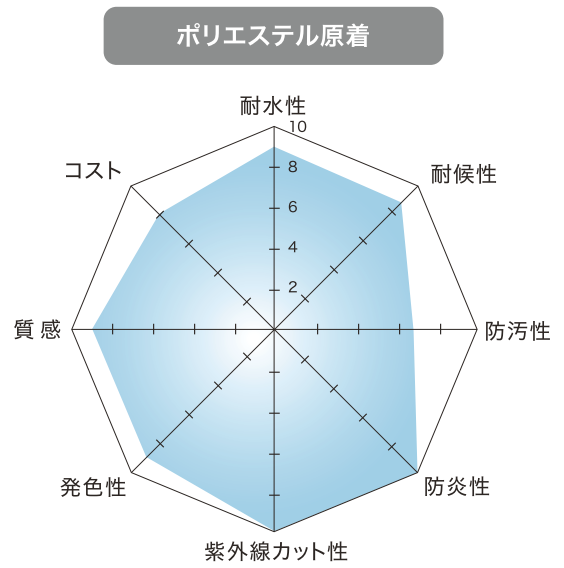 ポリエステル原着
耐水性
10
コスト
耐候性
8
6
4
2
質感
防汚性
発色性
防炎性
紫外線カット性